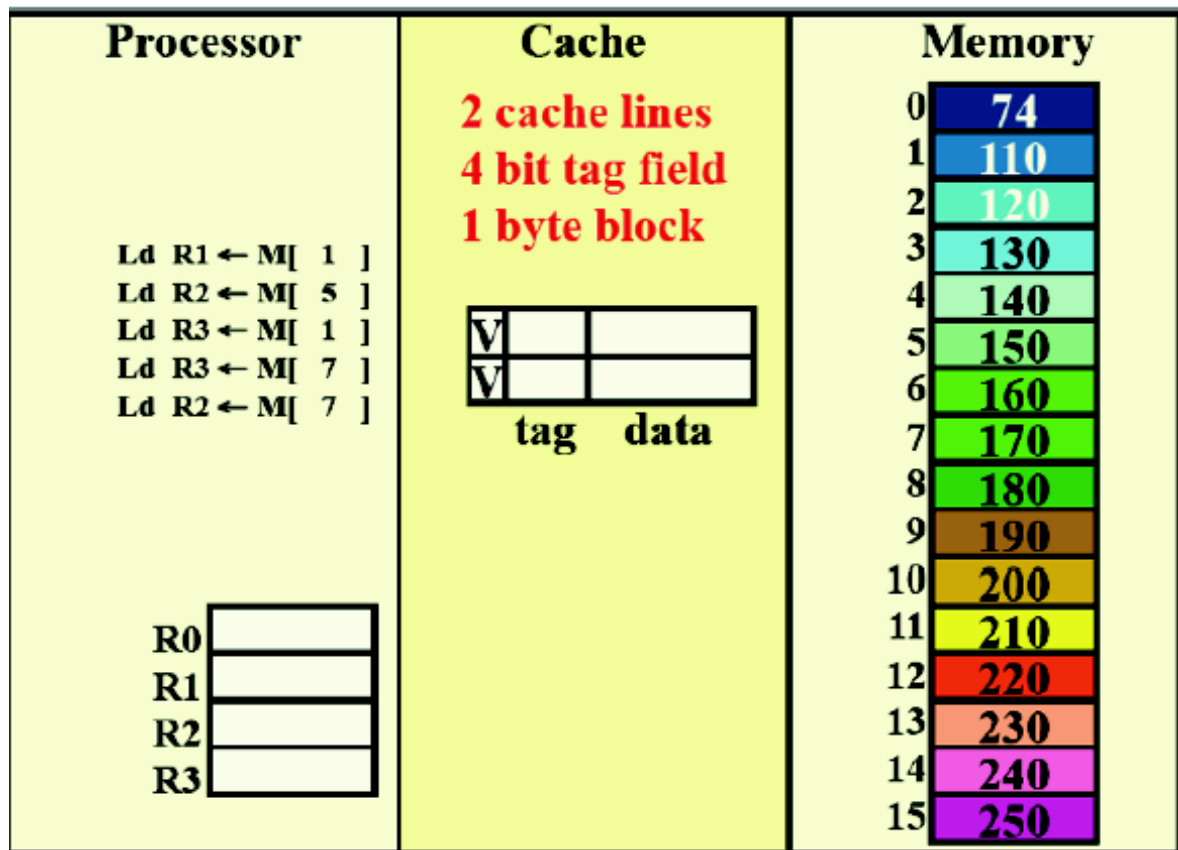 Processor
Ld R1 ← M[ 1 ]
Ld R2 ← M[ 5 ]
Ld R3 ← M[ 1 ]
Ld R3 ← M[ 7 ]
Ld R2 ← M[ 7 ]
R0
R1
R2
R3
Cache
2 cache lines
4 bit tag field
1 byte block
V
V
tag data
Memory
0 74
1 110
2 120
3 130
4 140
5 150
6 160
7 170
8 180
9 190
10 200
11 210
12 220
13 230
14 240
15 250